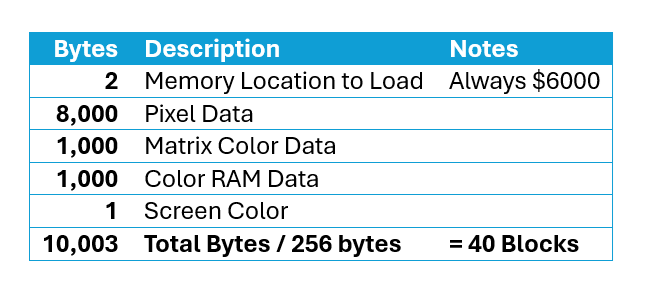 Bytes Description Notes
2 Memory Location to Load Always $6000
8,000 Pixel Data
1,000 Matrix Color Data
1,000 Color RAM Data
1 Screen Color
10,003 Total Bytes / 256 bytes = 40 Blocks